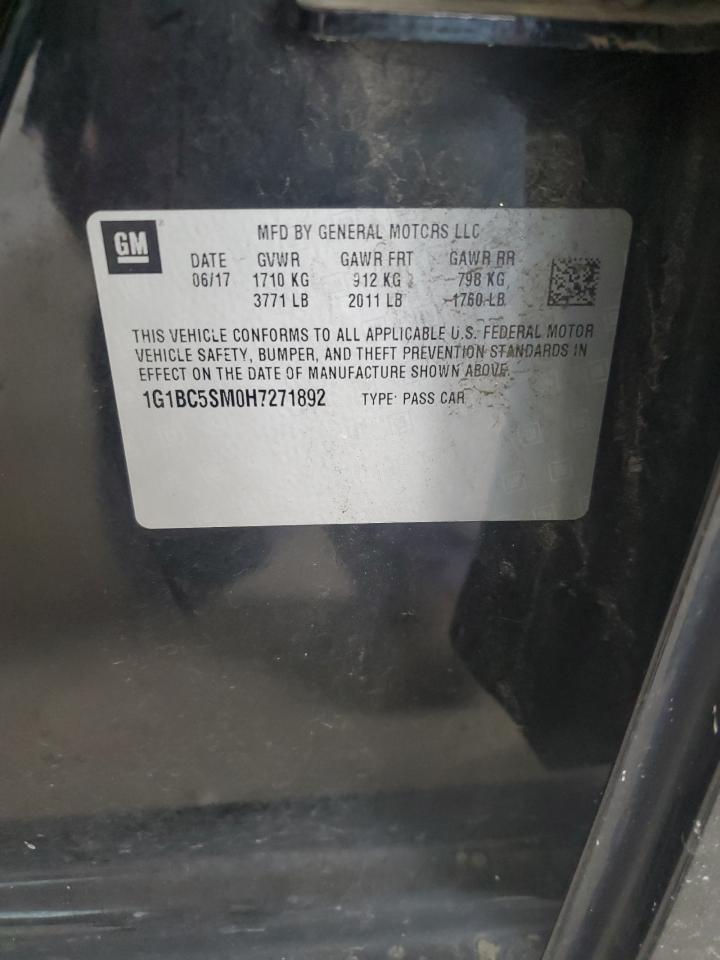 GM
MFD BY GENERAL MOTORS LLC
DATE GVWR GAWR FRT GAWR RR
06/17 1710 KG 912 KG 798 KG
3771 LB 2011 LB 1760 LB
THIS VEHICLE CONFORMS TO ALL APPLICABLE U.S. FEDERAL MOTOR
VEHICLE SAFETY, BUMPER, AND THEFT PREVENTION STANDARDS IN
EFFECT ON THE DATE OF MANUFACTURE SHOWN ABOVE.
1G1BC5SM0H7271892 TYPE: PASS CAR